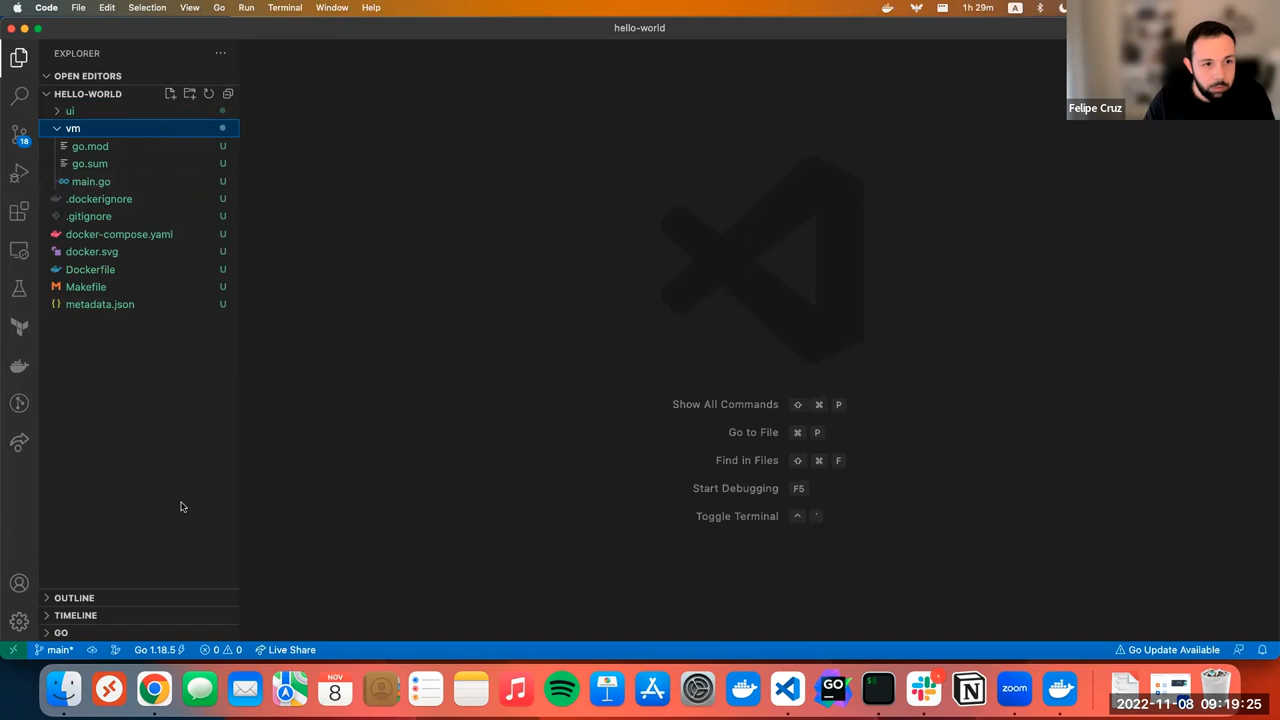 Code File Edit Selection View Go Run Terminal Window Help 1h 29m A
hello-world
Felipe Cruz
EXPLORER
OPEN EDITORS
HELLO-WORLD
ui
vm
go.mod U
go.sum U
main.go U
.dockerignore U
.gitignore U
docker-compose.yaml U
docker.svg U
Dockerfile U
Makefile U
metadata.json U
18
Show All Commands ⇧ ⌘ P
Go to File ⌘ P
Find in Files ⇧ ⌘ F
Start Debugging F5
Toggle Terminal ^ `
OUTLINE
TIMELINE
GO
main* Go 1.18.5 0 0 Live Share Go Update Available
NOV
8
GO
zoom
2022-11-08 09:19:25